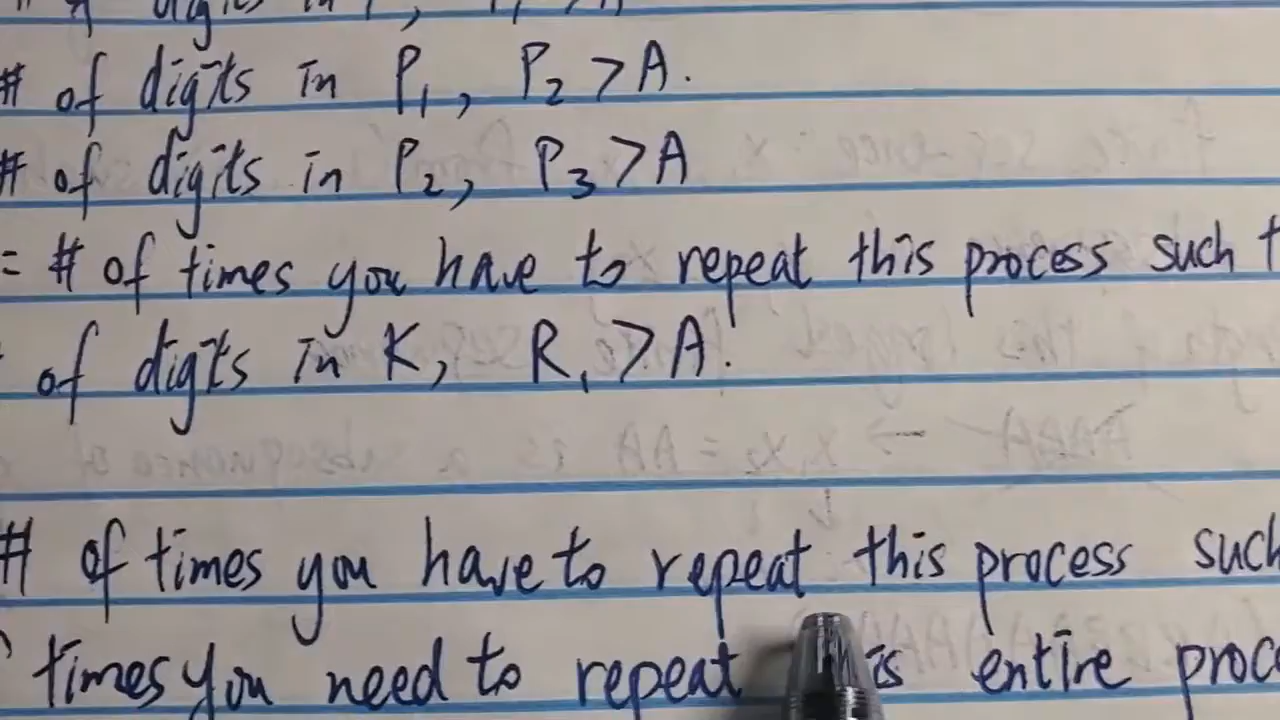 # of digits in P₁, P₂ > A.
# of digits in P₂, P₃ > A
= # of times you have to repeat this process such
of digits in K, R₁ > A.
# of times you have to repeat this process such
times you need to repeat this entire proc